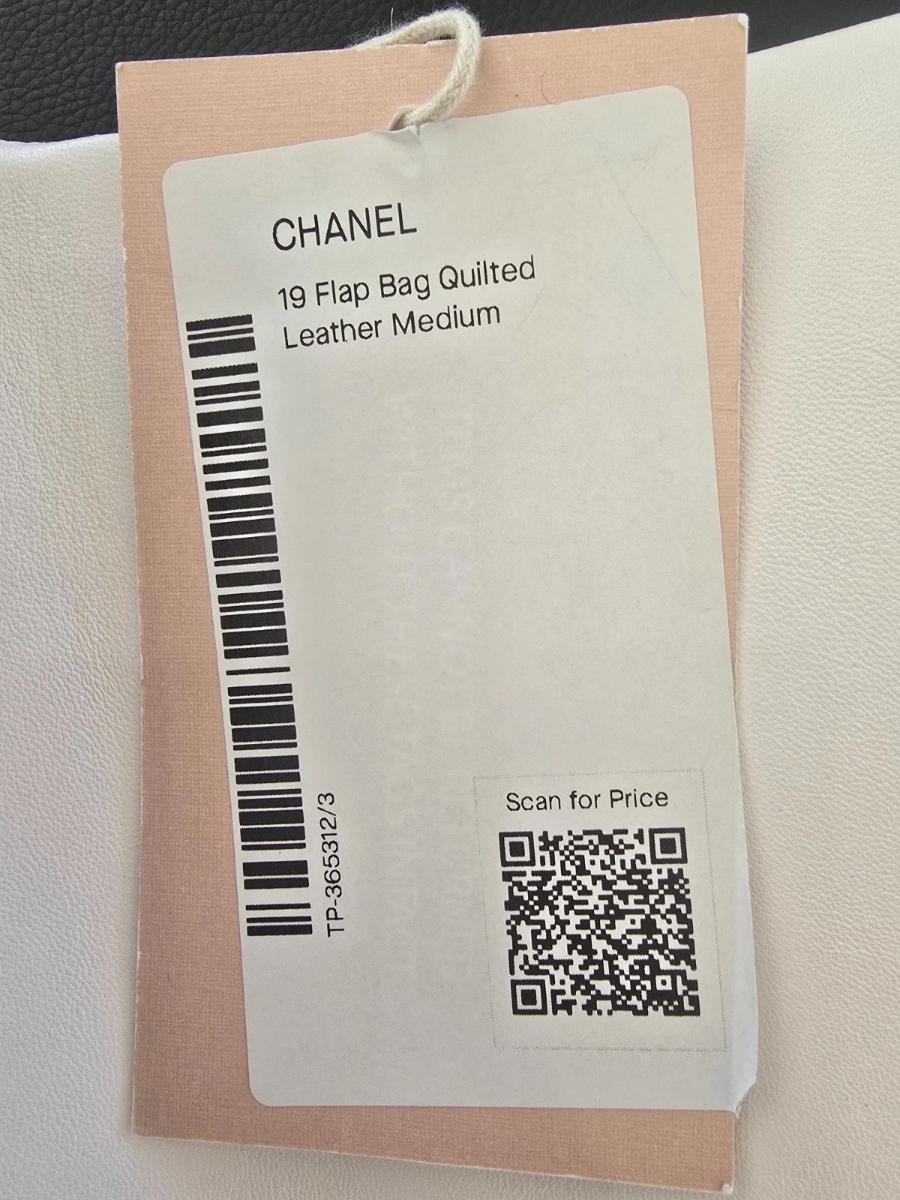 CHANEL
19 Flap Bag Quilted
Leather Medium
TP-365312/3
Scan for Price